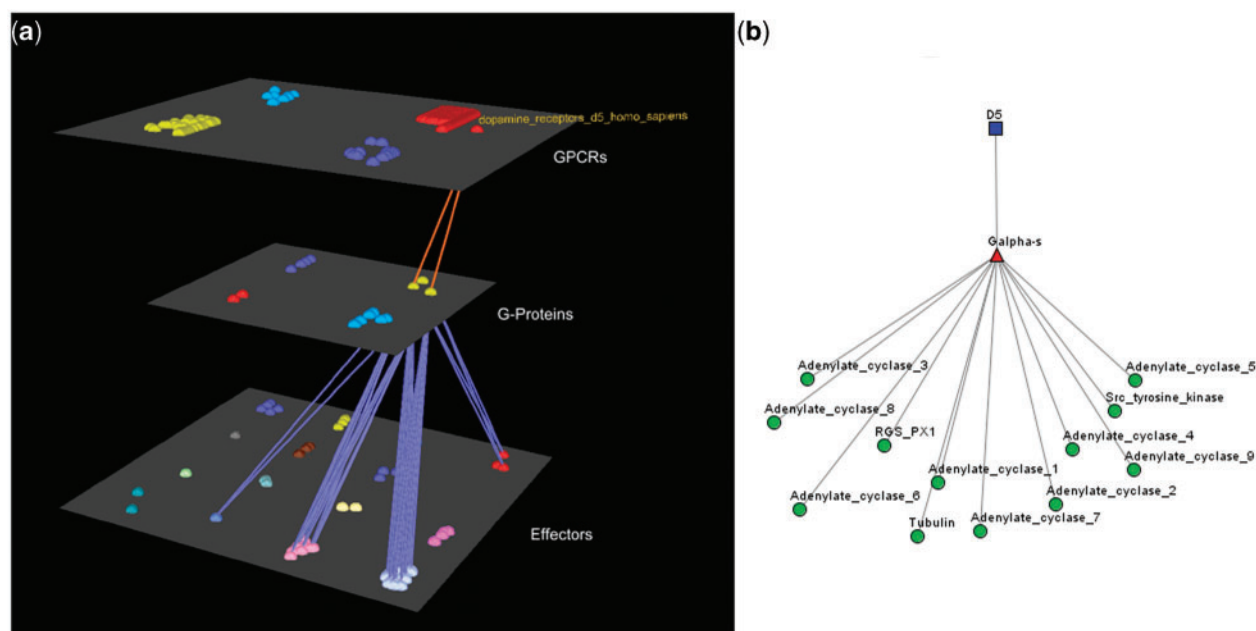 (a)
dopamine_receptors_d5_homo_sapiens
GPCRs
G-Proteins
Effectors
(b)
D5
Galpha-s
Adenylate_cyclase_3
Adenylate_cyclase_5
Src_tyrosine_kinase
Adenylate_cyclase_8
RGS_PX1
Adenylate_cyclase_4
Adenylate_cyclase_9
Adenylate_cyclase_1
Adenylate_cyclase_6
Adenylate_cyclase_2
Tubulin
Adenylate_cyclase_7